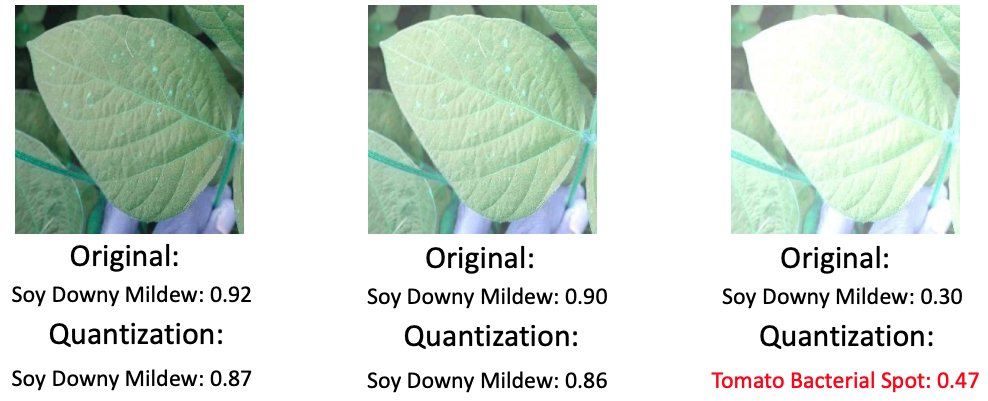 Original:
Soy Downy Mildew: 0.92
Quantization:
Soy Downy Mildew: 0.87
Original:
Soy Downy Mildew: 0.90
Quantization:
Soy Downy Mildew: 0.86
Original:
Soy Downy Mildew: 0.30
Quantization:
Tomato Bacterial Spot: 0.47